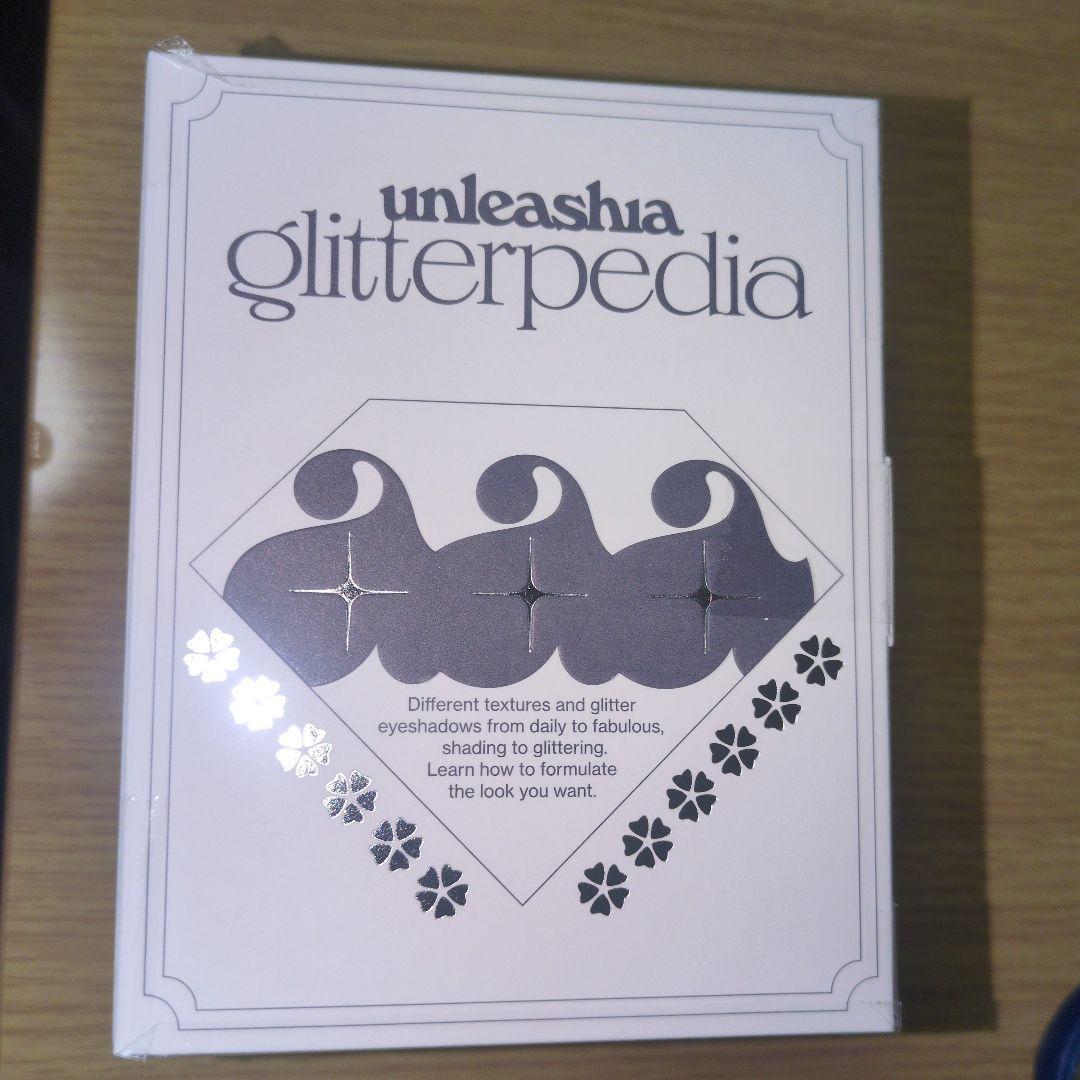 unleashia
glitterpedia
Different textures and glitter
eyeshadows from daily to fabulous,
shading to glittering.
Learn how to formulate
the look you want.